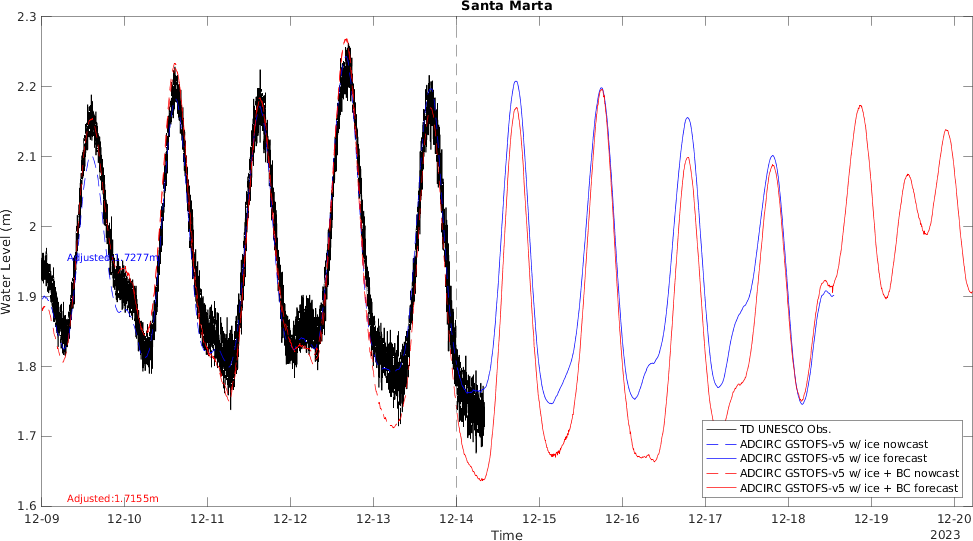 Santa Marta
2.3
2.2
2.1
2
1.9
1.8
1.7
1.6
Water Level (m)
Adjusted:1.7277m
Adjusted:1.7155m
TD UNESCO Obs.
ADCIRC GSTOFS-v5 w/ ice nowcast
ADCIRC GSTOFS-v5 w/ ice forecast
ADCIRC GSTOFS-v5 w/ ice + BC nowcast
ADCIRC GSTOFS-v5 w/ ice + BC forecast
12-09 12-10 12-11 12-12 12-13 12-14 12-15 12-16 12-17 12-18 12-19 12-20
Time
2023